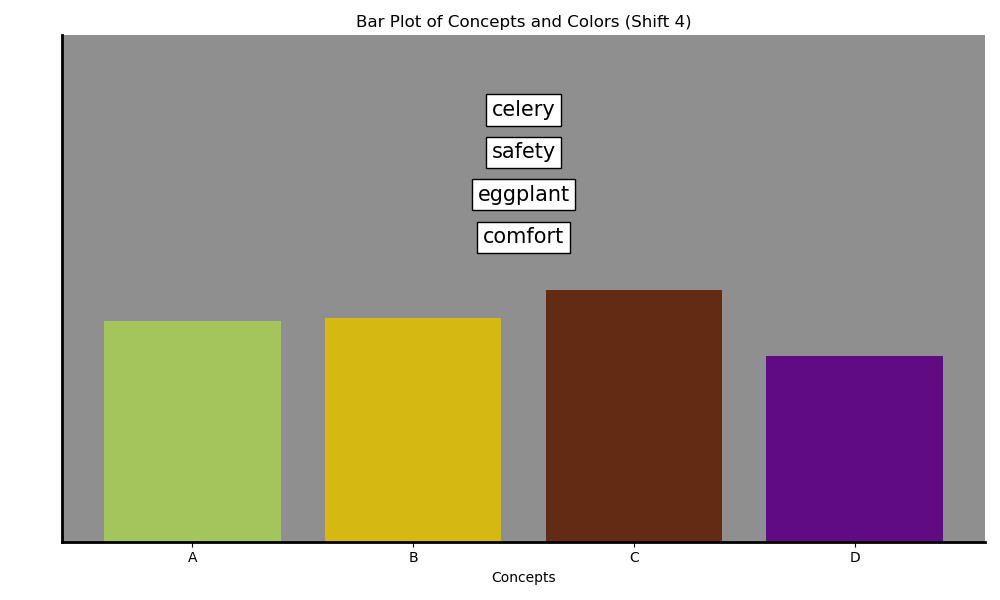 Bar Plot of Concepts and Colors (Shift 4)
celery
safety
eggplant
comfort
A B C D
Concepts